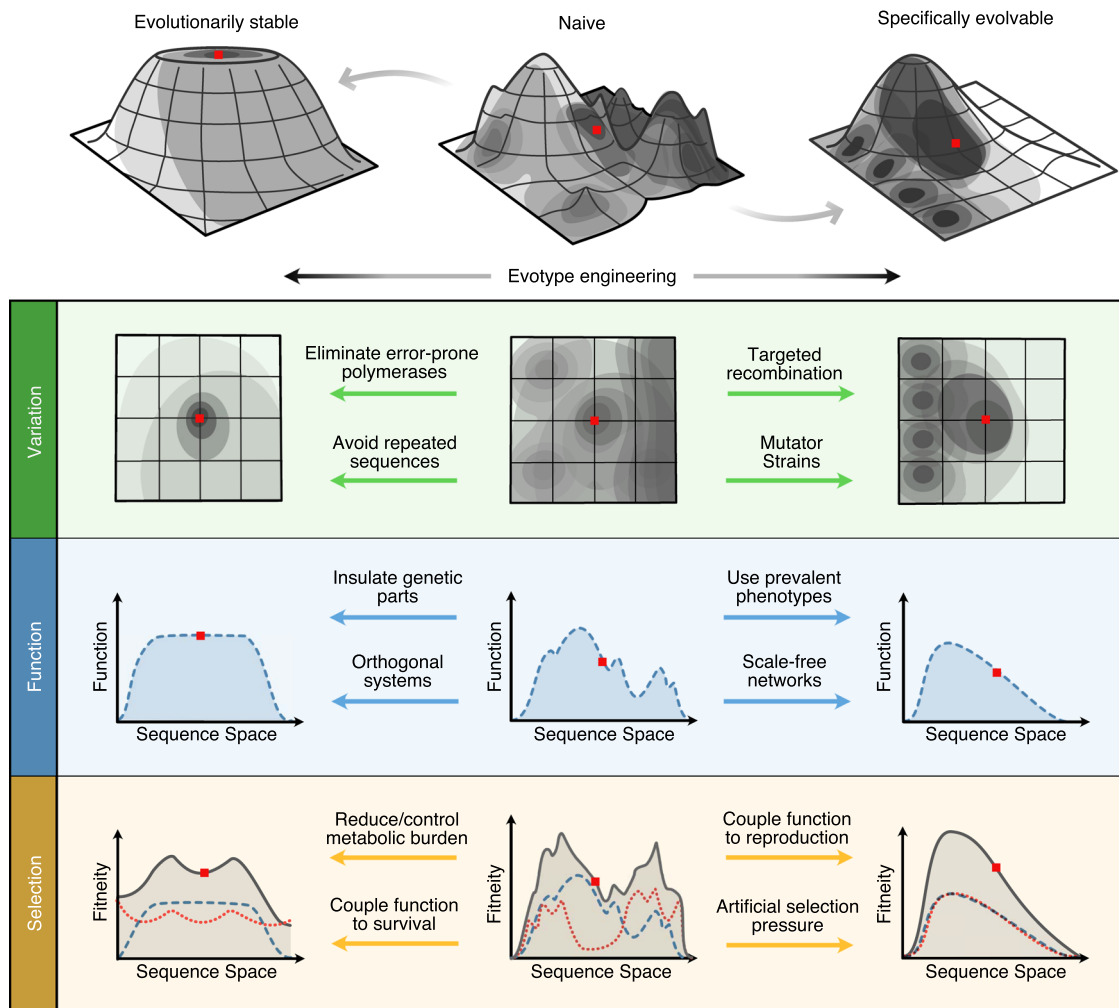 Evolutionarily stable
Naive
Specifically evolvable
Evotype engineering
Variation
Eliminate error-prone
polymerases
Avoid repeated
sequences
Targeted
recombination
Mutator
Strains
Function
Function
Sequence Space
Insulate genetic
parts
Orthogonal
systems
Function
Sequence Space
Use prevalent
phenotypes
Scale-free
networks
Function
Sequence Space
Selection
Fitneity
Sequence Space
Reduce/control
metabolic burden
Couple function
to survival
Fitneity
Sequence Space
Couple function
to reproduction
Artificial selection
pressure
Fitneity
Sequence Space